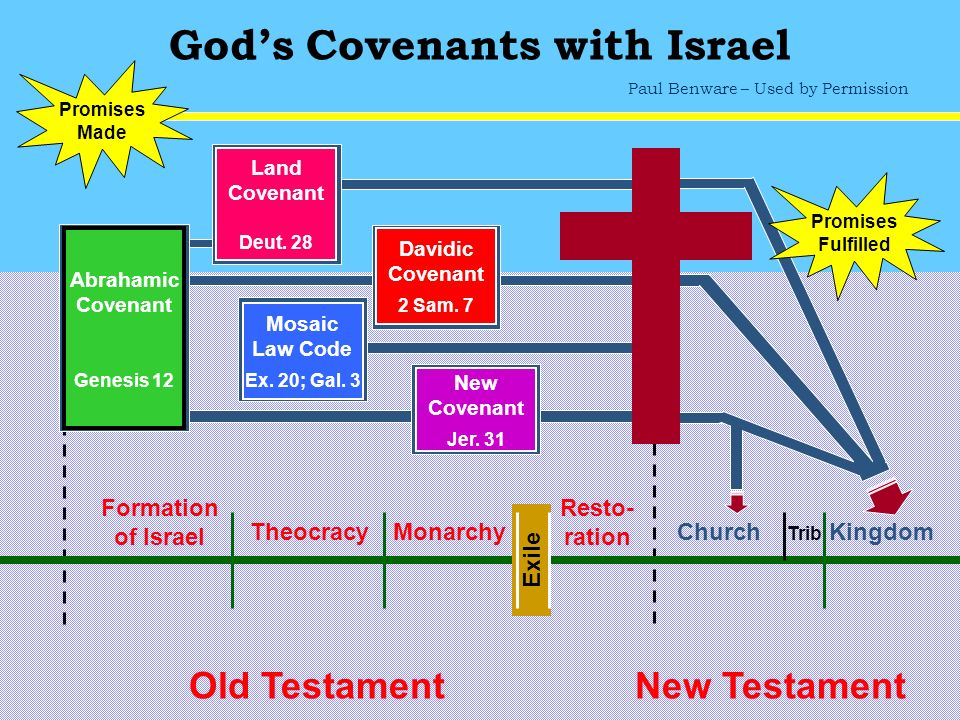 God’s Covenants with Israel
Paul Benware – Used by Permission
Promises
Made
Land
Covenant
Deut. 28
Promises
Fulfilled
Abrahamic
Covenant
Genesis 12
Davidic
Covenant
2 Sam. 7
Mosaic
Law Code
Ex. 20; Gal. 3
New
Covenant
Jer. 31
Formation
of Israel
Theocracy
Monarchy
Exile
Resto-
ration
Church
Trib
Kingdom
Old Testament
New Testament